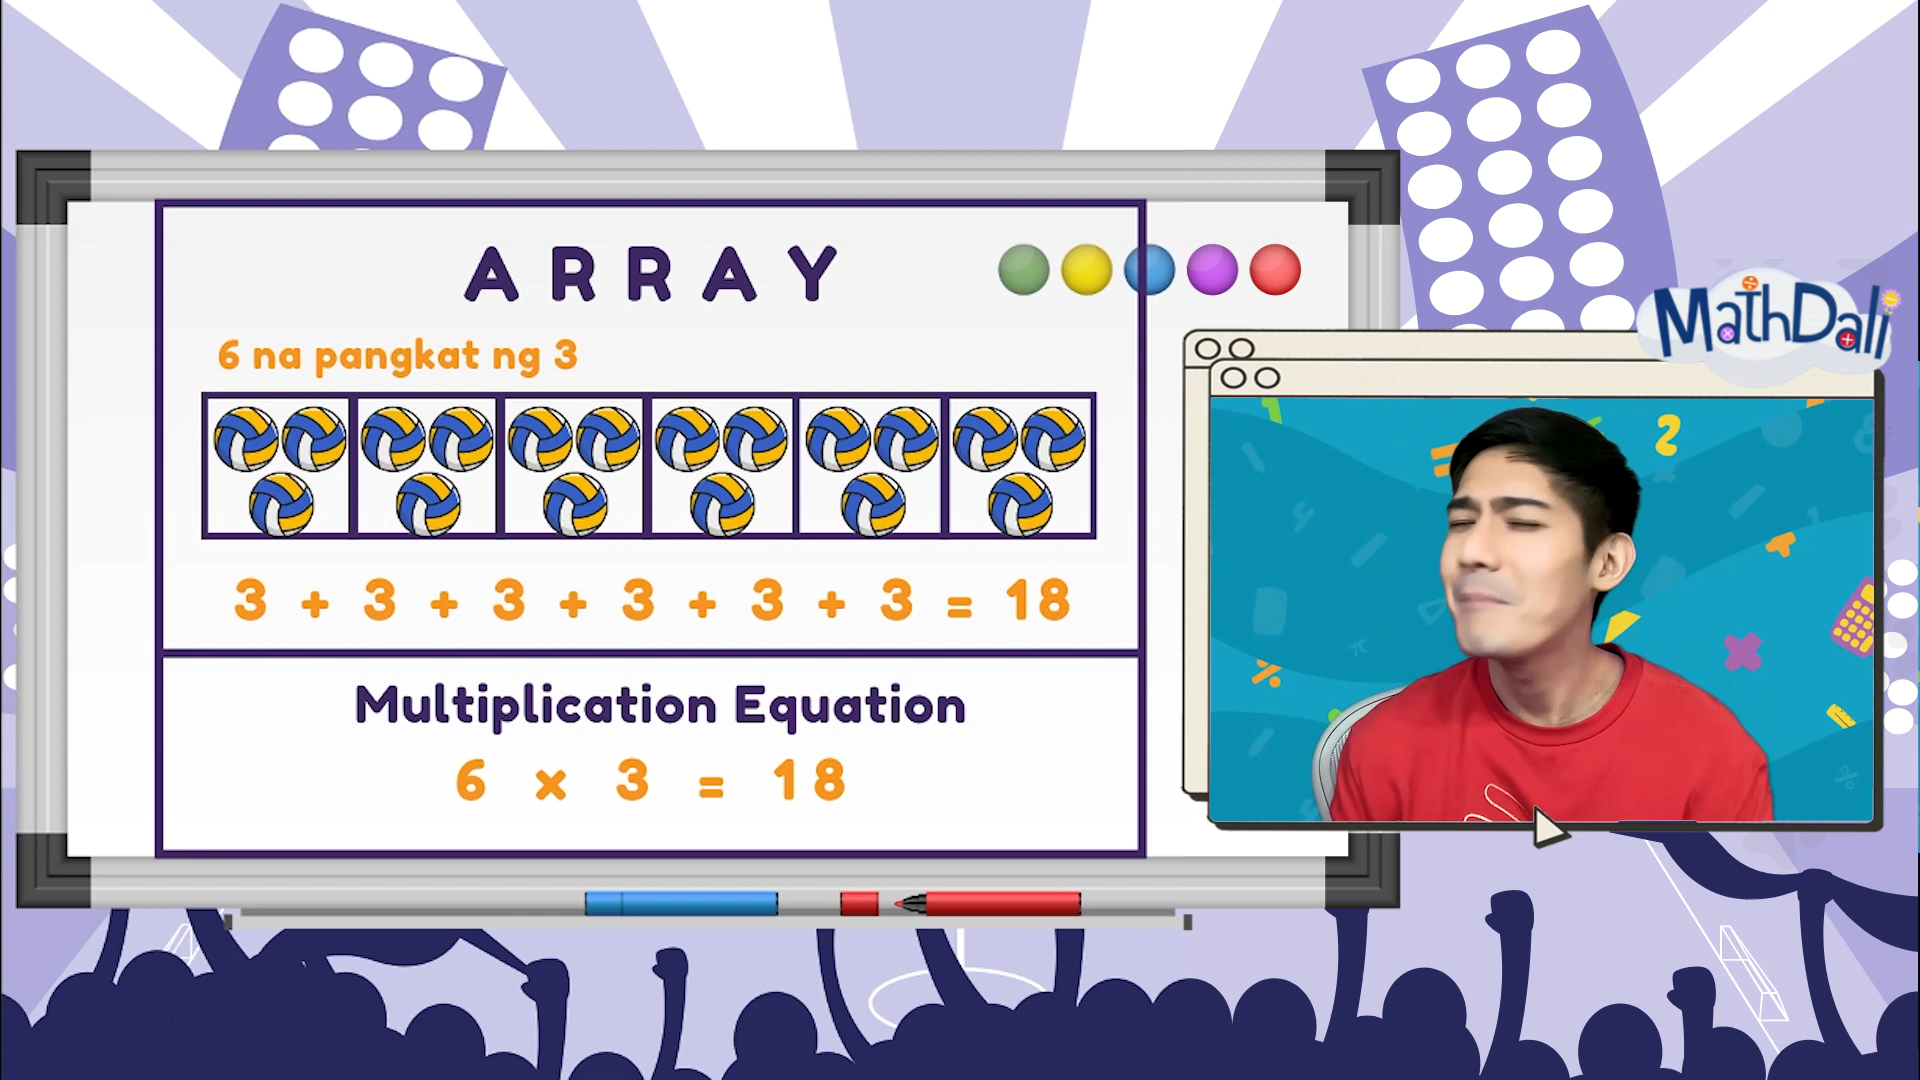 ARRAY
6 na pangkat ng 3
3 + 3 + 3 + 3 + 3 + 3 = 18
Multiplication Equation
6 x 3 = 18
MathDali
2